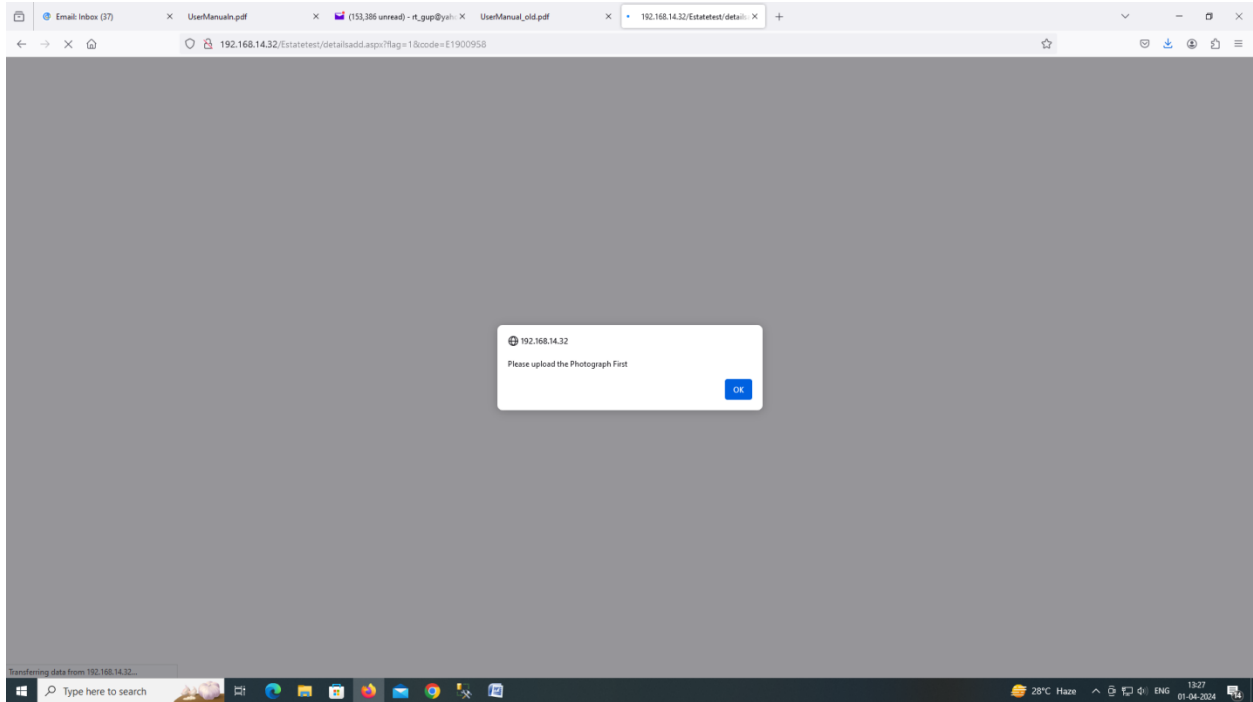 Email: Inbox (37)
UserManualn.pdf
(153,386 unread) - rt_gup@yah
UserManual_old.pdf
192.168.14.32/Estatetest/details
192.168.14.32/Estatetest/detailsadd.aspx?flag=1&code=E1900958
192.168.14.32
Please upload the Photograph First
OK
Transferring data from 192.168.14.32...
Type here to search
28°C Haze
ENG
13:27
01-04-2024